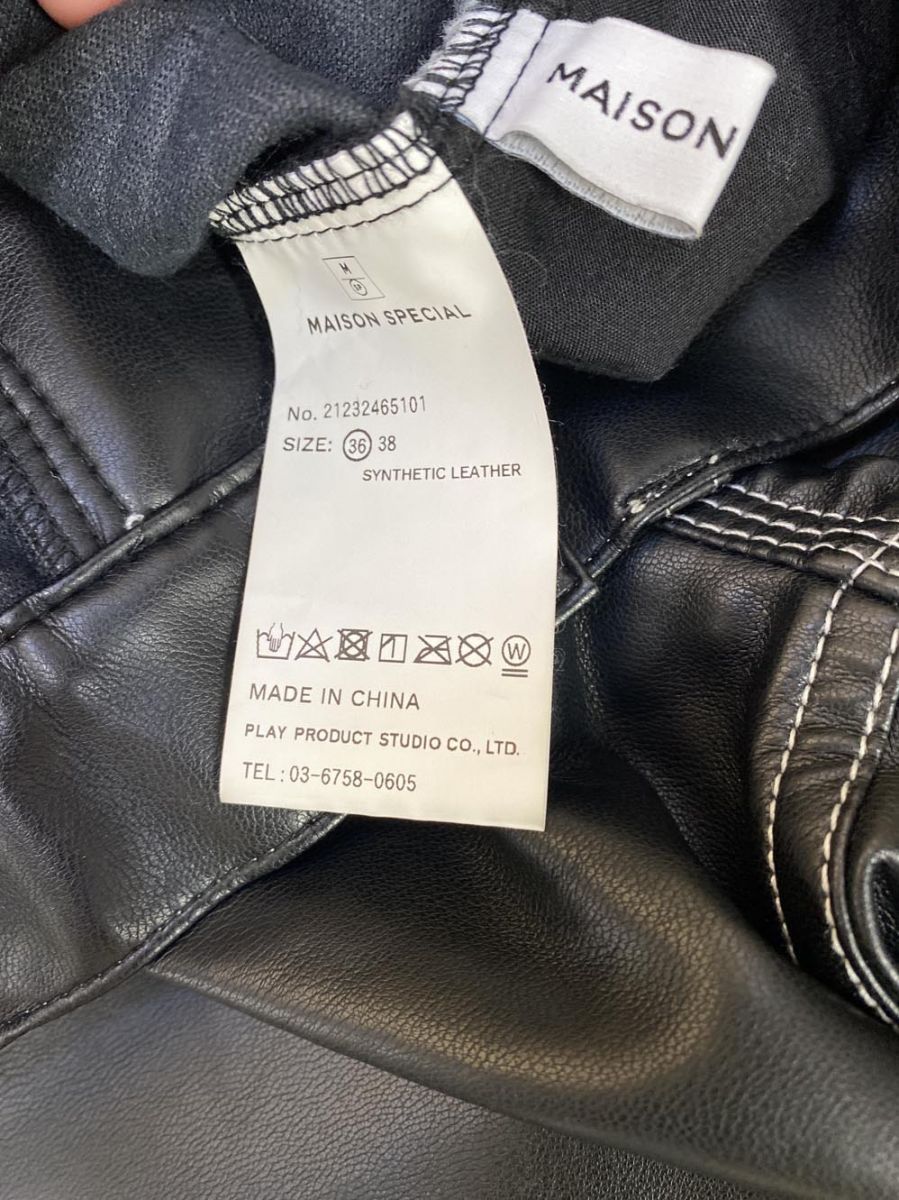 MAISON
M
MAISON SPECIAL
No. 21232465101
SIZE: 36 38
SYNTHETIC LEATHER
W
MADE IN CHINA
PLAY PRODUCT STUDIO CO., LTD.
TEL : 03-6758-0605